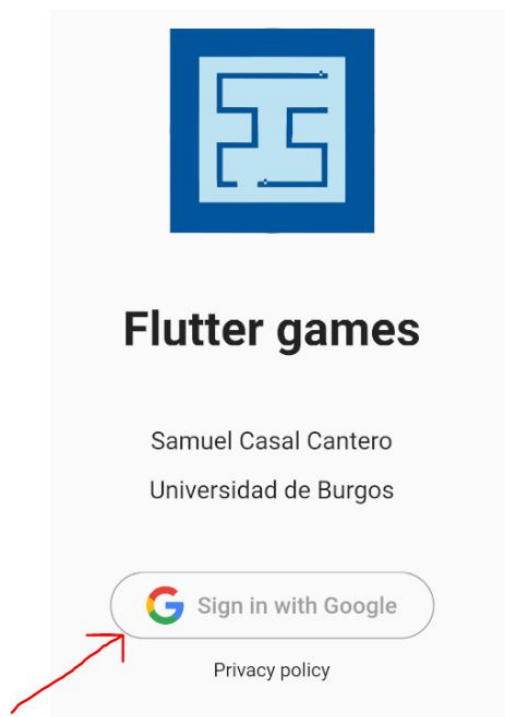 Flutter games
Samuel Casal Cantero
Universidad de Burgos
Sign in with Google
Privacy policy